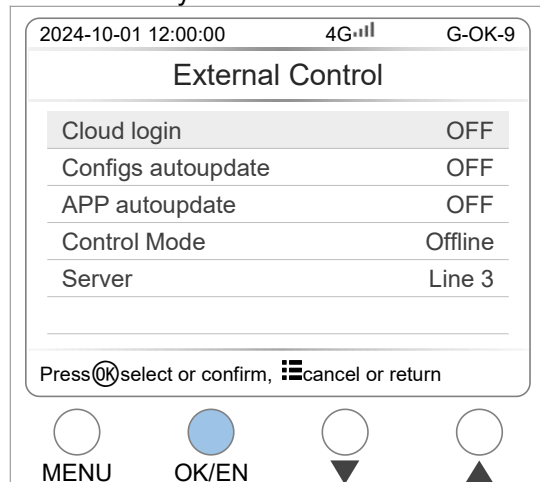 2024-10-01 12:00:00 4G G-OK-9
External Control
Cloud login OFF
Configs autoupdate OFF
APP autoupdate OFF
Control Mode Offline
Server Line 3
Press OK select or confirm, cancel or return
MENU OK/EN